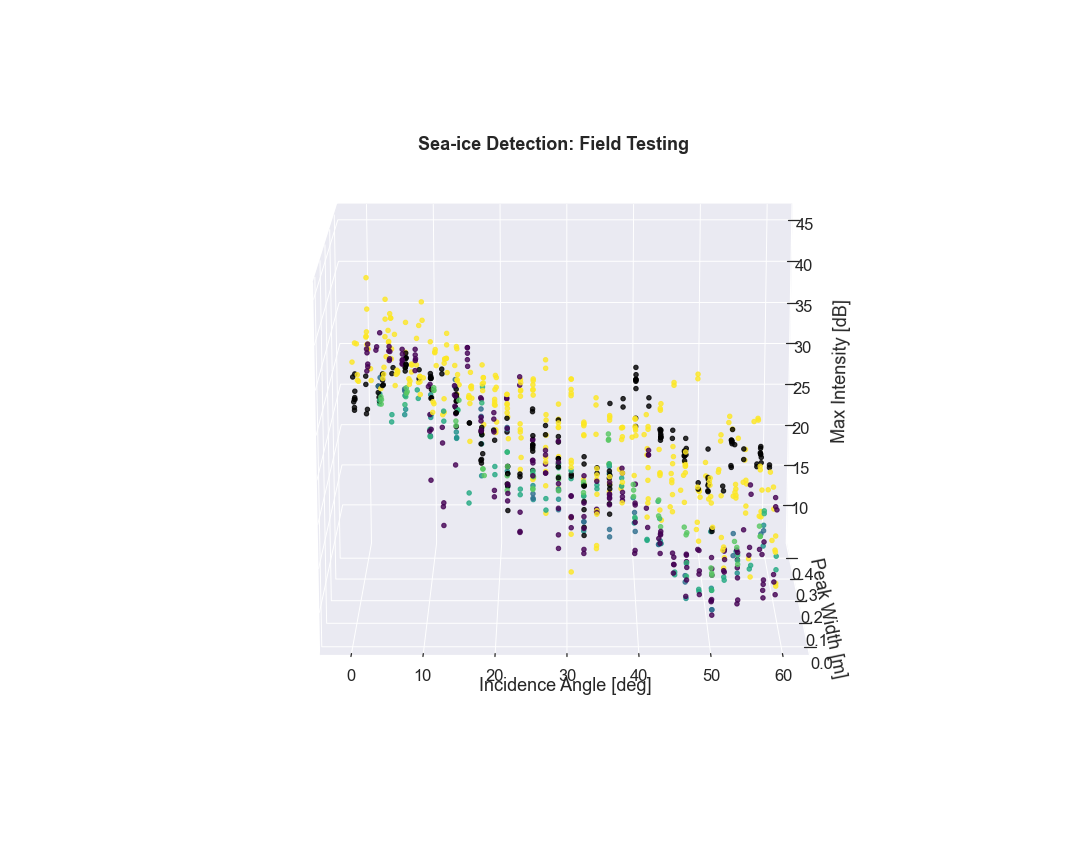 Sea-ice Detection: Field Testing
45
40
35
30
25
20
15
10
Max Intensity [dB]
0.4
0.3
0.2
0.1
0.0
Peak Width [m]
0 10 20 30 40 50 60
Incidence Angle [deg]